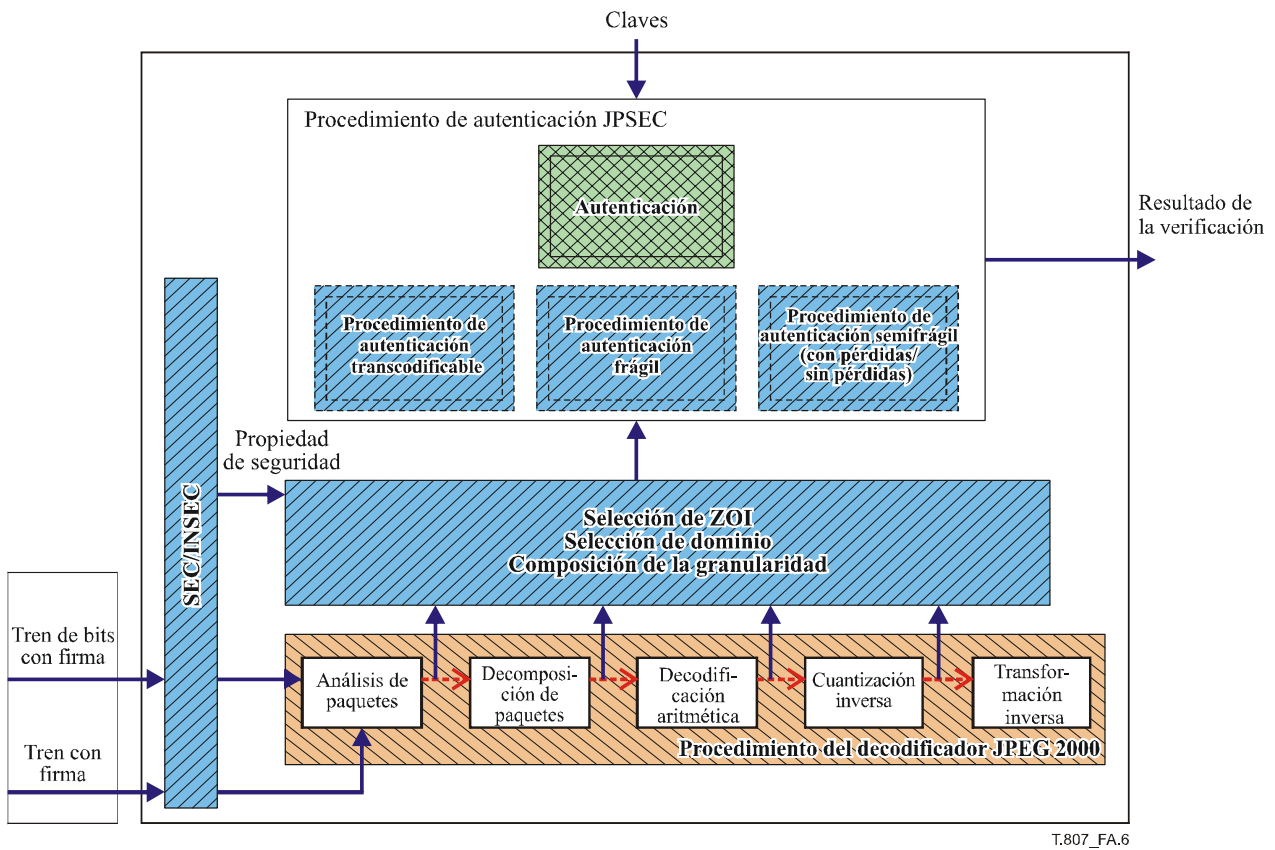 Claves
Procedimiento de autenticación JPSEC
Autenticación
Resultado de
la verificación
Procedimiento de
autenticación
transcodificable
Procedimiento de
autenticación
frágil
Procedimiento de
autenticación semifrágil
(con pérdidas/
sin pérdidas)
Propiedad
de seguridad
SEC/INSEC
Selección de ZOI
Selección de dominio
Composición de la granularidad
Tren de bits
con firma
Tren con
firma
Análisis de
paquetes
Decomposi-
ción de
paquetes
Decodifi-
cación
aritmética
Cuantización
inversa
Transfor-
mación
inversa
Procedimiento del decodificador JPEG 2000
T.807_FA.6